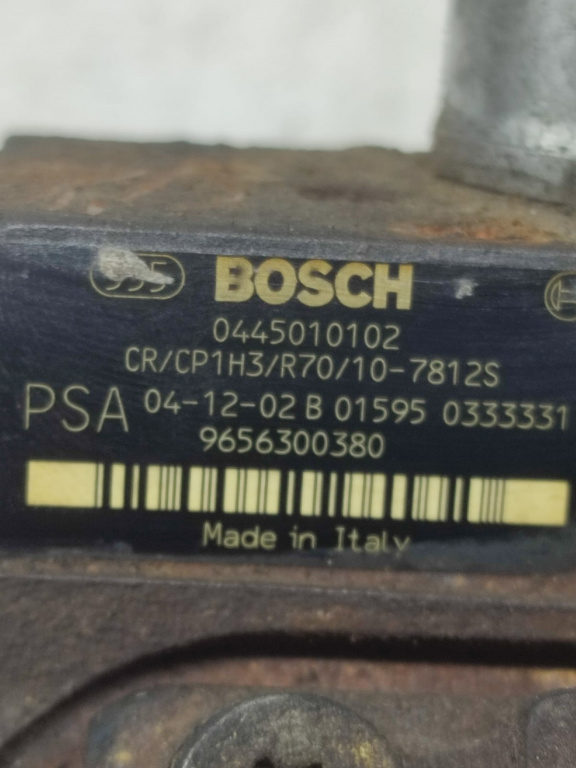 BOSCH
0445010102
CR/CP1H3/R70/10-7812S
PSA 04-12-02 B 01595 0333331
9656300380
Made in Italy